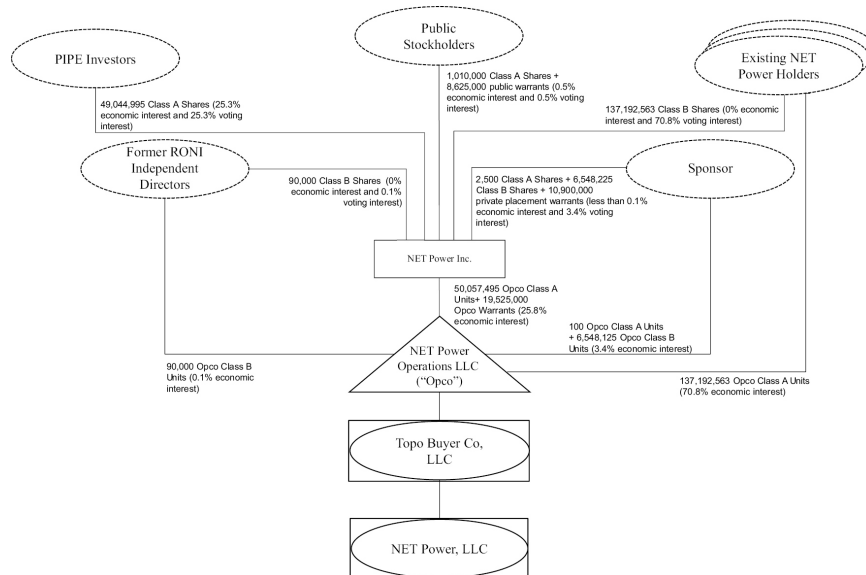 Public
Stockholders
PIPE Investors
Existing NET
Power Holders
1,010,000 Class A Shares +
8,625,000 public warrants (0.5%
economic interest and 0.5% voting
interest)
49,044,995 Class A Shares (25.3%
economic interest and 25.3% voting
interest)
137,192,563 Class B Shares (0% economic
interest and 70.8% voting interest)
Former RONI
Independent
Directors
90,000 Class B Shares (0%
economic interest and 0.1%
voting interest)
2,500 Class A Shares + 6,548,225
Class B Shares + 10,900,000
private placement warrants (less than 0.1%
economic interest and 3.4% voting
interest)
Sponsor
NET Power Inc.
50,057,495 Opco Class A
Units+ 19,525,000
Opco Warrants (25.8%
economic interest)
100 Opco Class A Units
+ 6,548,125 Opco Class B
Units (3.4% economic interest)
NET Power
Operations LLC
(“Opco”)
90,000 Opco Class B
Units (0.1% economic
interest)
137,192,563 Opco Class A Units
(70.8% economic interest)
Topo Buyer Co,
LLC
NET Power, LLC